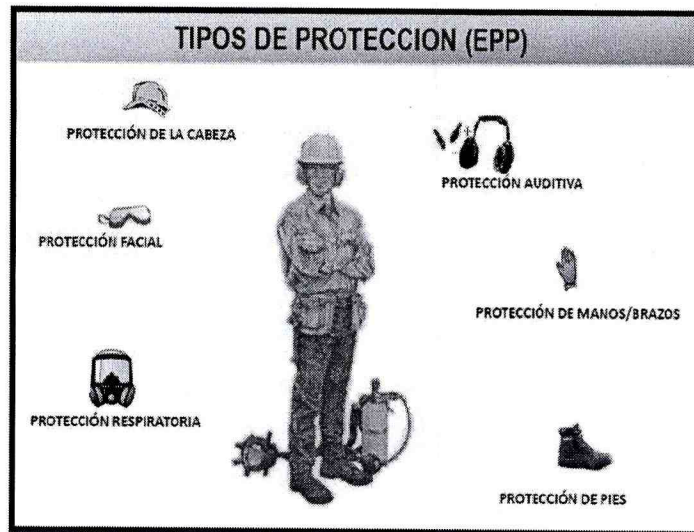 TIPOS DE PROTECCION (EPP)
PROTECCIÓN DE LA CABEZA
PROTECCIÓN AUDITIVA
PROTECCIÓN FACIAL
PROTECCIÓN DE MANOS/BRAZOS
PROTECCIÓN RESPIRATORIA
PROTECCIÓN DE PIES